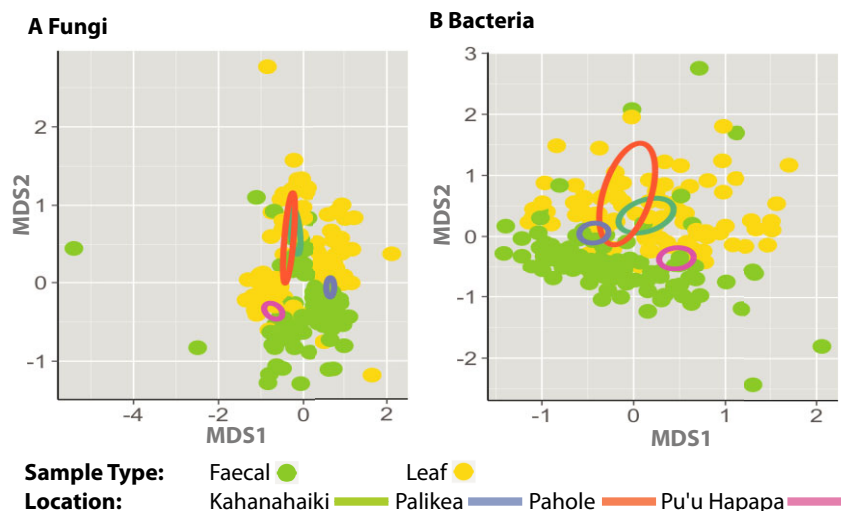 A Fungi
B Bacteria
MDS2
2
1
0
-1
-4
-2
0
2
MDS1
MDS2
3
2
1
0
-1
-2
-1
0
1
2
MDS1
Sample Type: Faecal Leaf
Location: Kahanahaiki Palikea Pahole Pu'u Hapapa